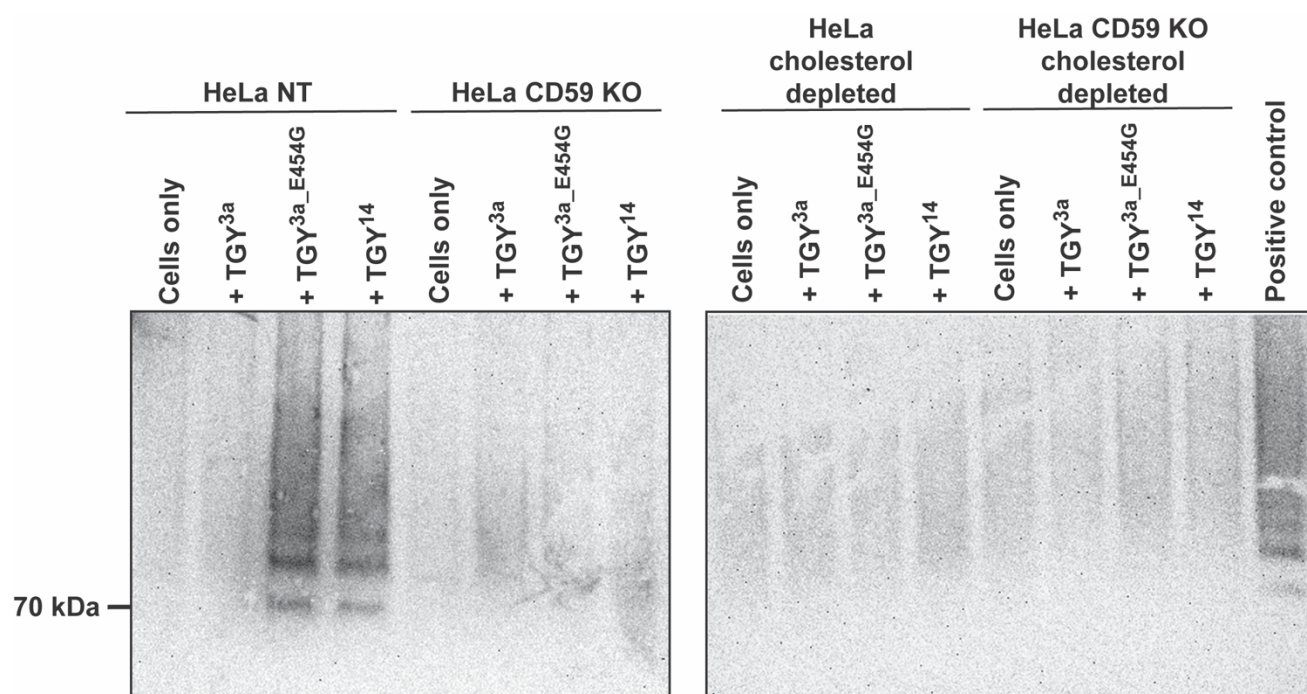 HeLa NT
HeLa CD59 KO
HeLa
cholesterol
depleted
HeLa CD59 KO
cholesterol
depleted
Cells only
+ TGY3a
+ TGY3a_E454G
+ TGY14
Cells only
+ TGY3a
+ TGY3a_E454G
+ TGY14
Cells only
+ TGY3a
+ TGY3a_E454G
+ TGY14
Cells only
+ TGY3a
+ TGY3a_E454G
+ TGY14
Positive control
70 kDa